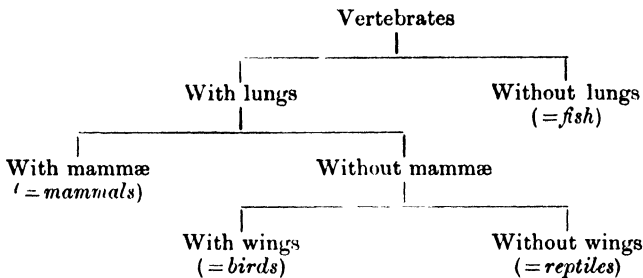 Vertebrates
With lungs Without lungs
(=fish)
With mammæ Without mammæ
(=mammals)
With wings Without wings
(=birds) (=reptiles)